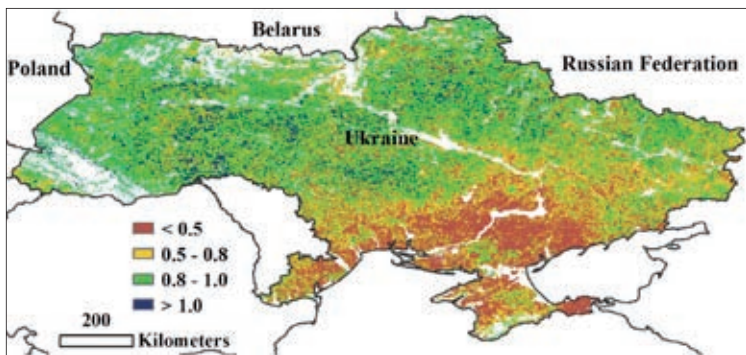 Belarus
Poland
Russian Federation
Ukraine
< 0.5
0.5 - 0.8
0.8 - 1.0
> 1.0
200
Kilometers